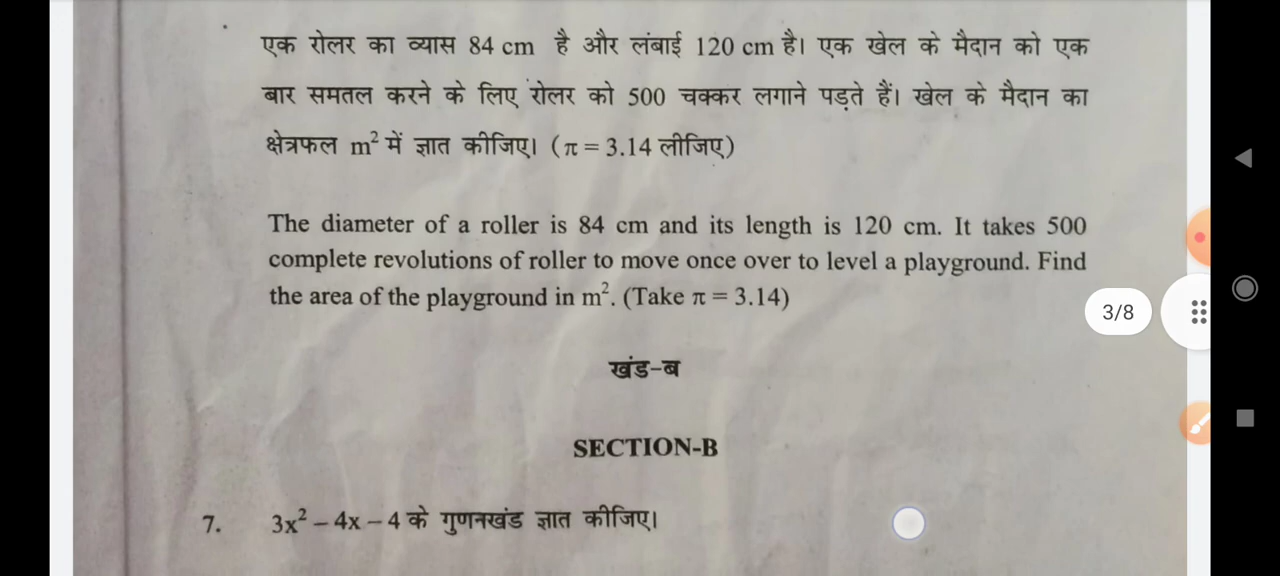 एक रोलर का व्यास 84 cm है और लंबाई 120 cm है। एक खेल के मैदान को एक
बार समतल करने के लिए रोलर को 500 चक्कर लगाने पड़ते हैं। खेल के मैदान का
क्षेत्रफल m² में ज्ञात कीजिए। (π = 3.14 लीजिए)
The diameter of a roller is 84 cm and its length is 120 cm. It takes 500
complete revolutions of roller to move once over to level a playground. Find
the area of the playground in m². (Take π = 3.14)
3/8
खंड-ब
SECTION-B
7. 3x² – 4x – 4 के गुणनखंड ज्ञात कीजिए।